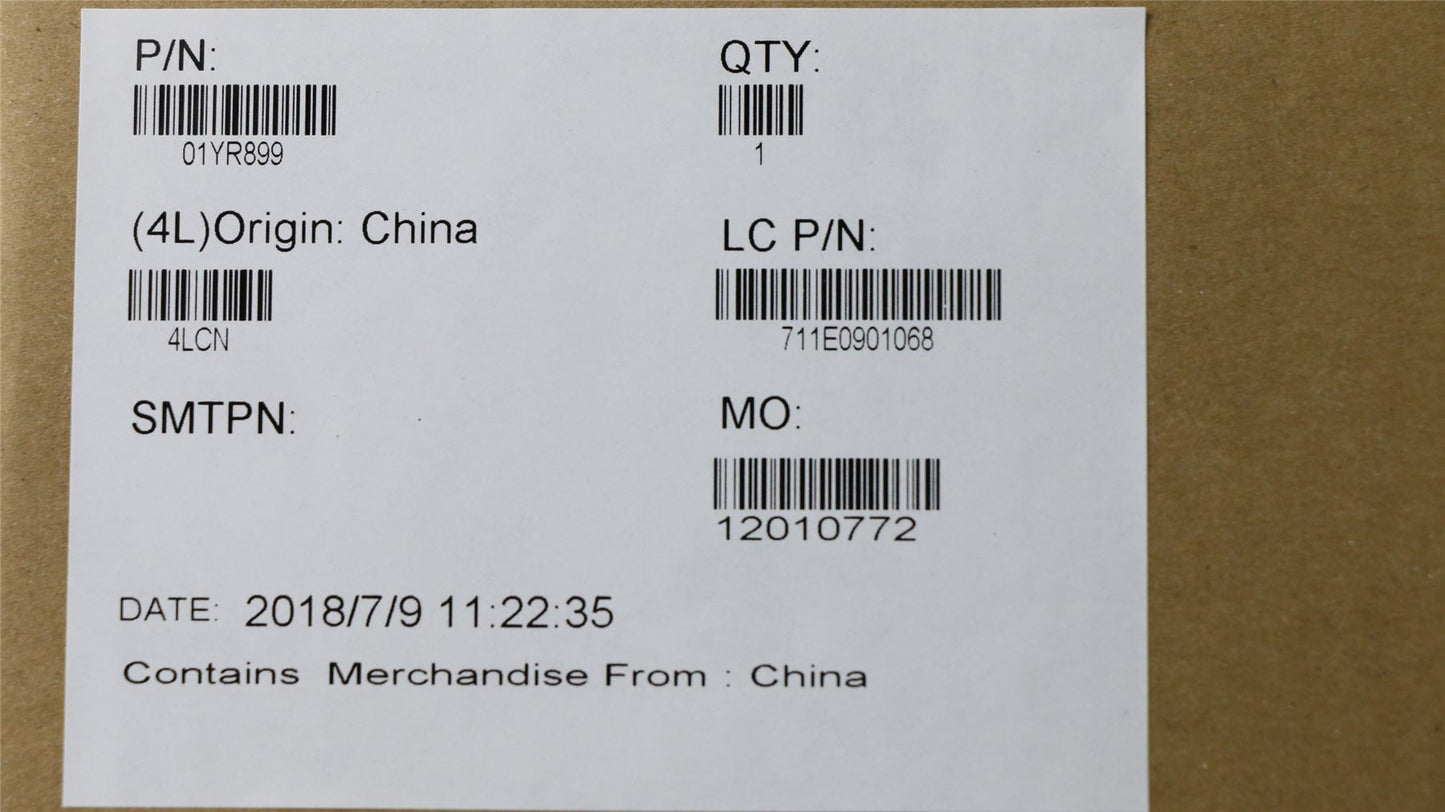 P/N:
QTY:
01YR899
1
(4L)Origin: China
LC P/N:
4LCN
711E0901068
SMTPN:
MO:
12010772
DATE: 2018/7/9 11:22:35
Contains Merchandise From : China